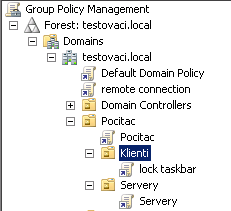 Group Policy Management
Forest: testovaci.local
Domains
testovaci.local
Default Domain Policy
remote connection
Domain Controllers
Pocitac
Pocitac
Klienti
lock taskbar
Servery
Servery